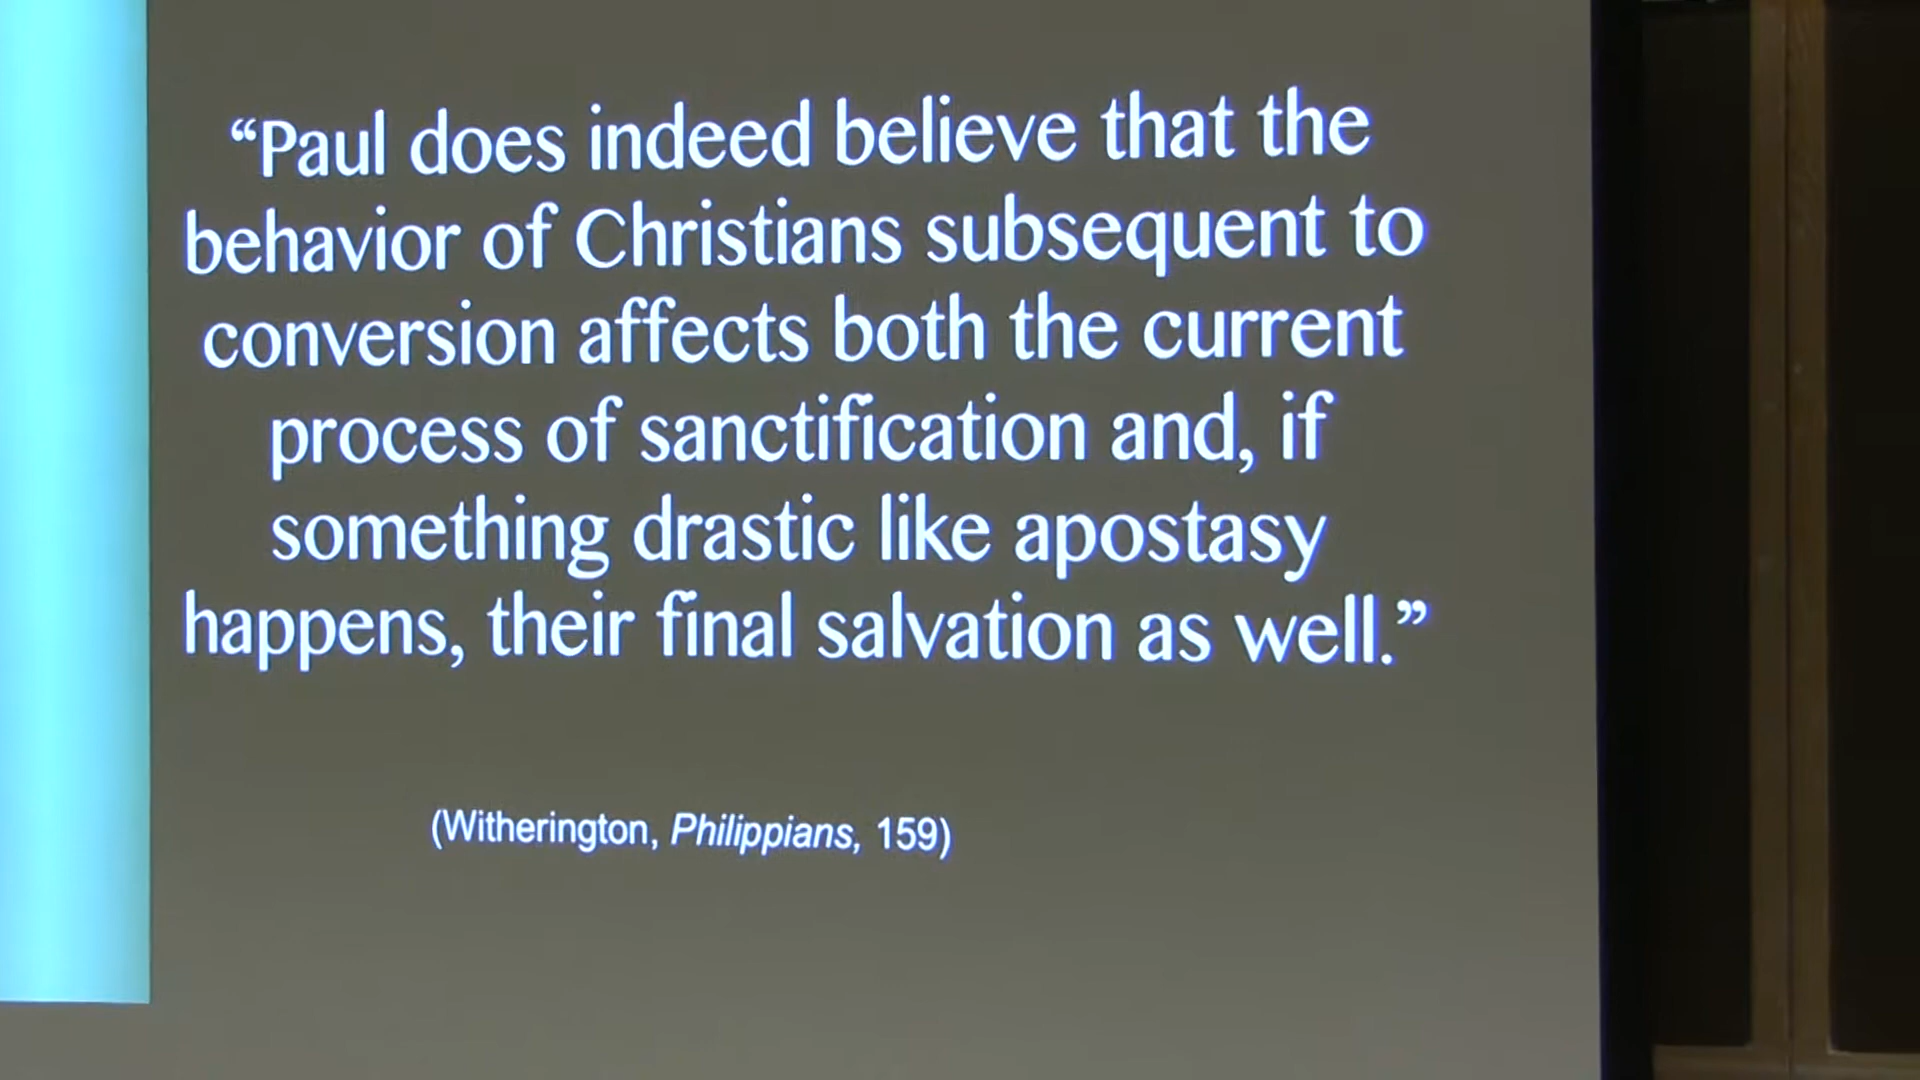 “Paul does indeed believe that the
behavior of Christians subsequent to
conversion affects both the current
process of sanctification and, if
something drastic like apostasy
happens, their final salvation as well.”
(Witherington, Philippians, 159)